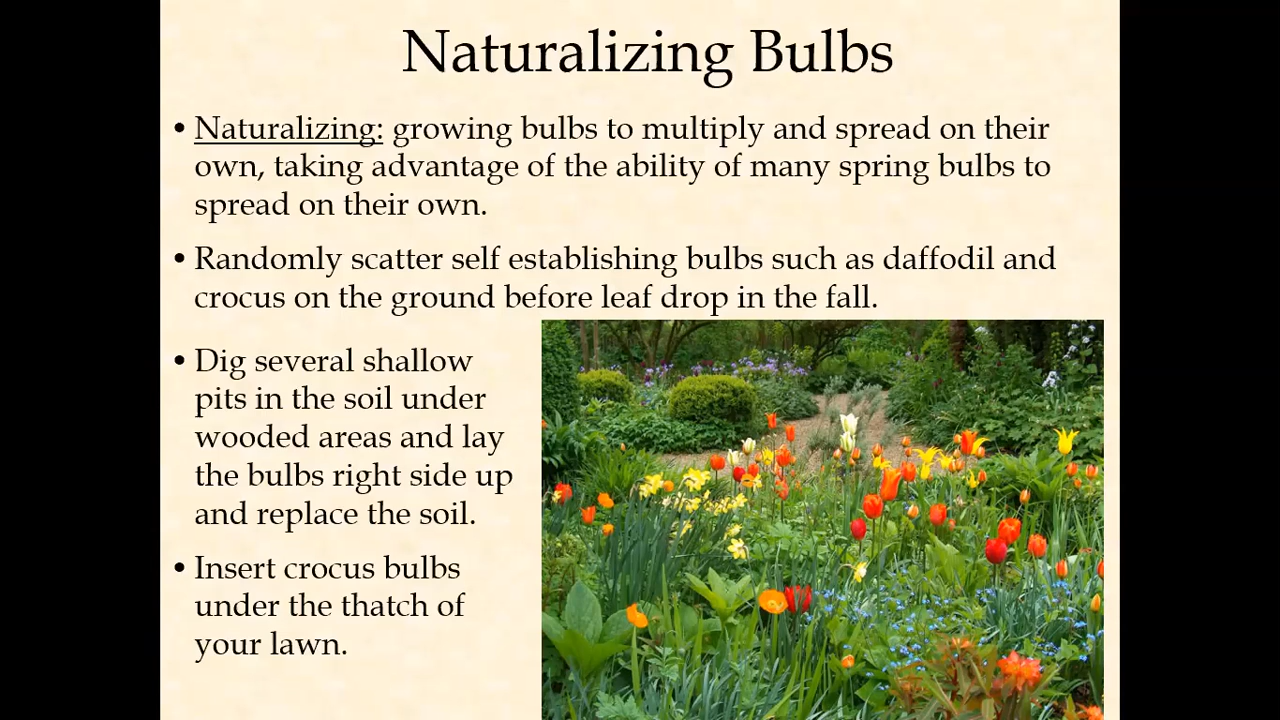 Naturalizing Bulbs
• Naturalizing: growing bulbs to multiply and spread on their
own, taking advantage of the ability of many spring bulbs to
spread on their own.
• Randomly scatter self establishing bulbs such as daffodil and
crocus on the ground before leaf drop in the fall.
• Dig several shallow
pits in the soil under
wooded areas and lay
the bulbs right side up
and replace the soil.
• Insert crocus bulbs
under the thatch of
your lawn.